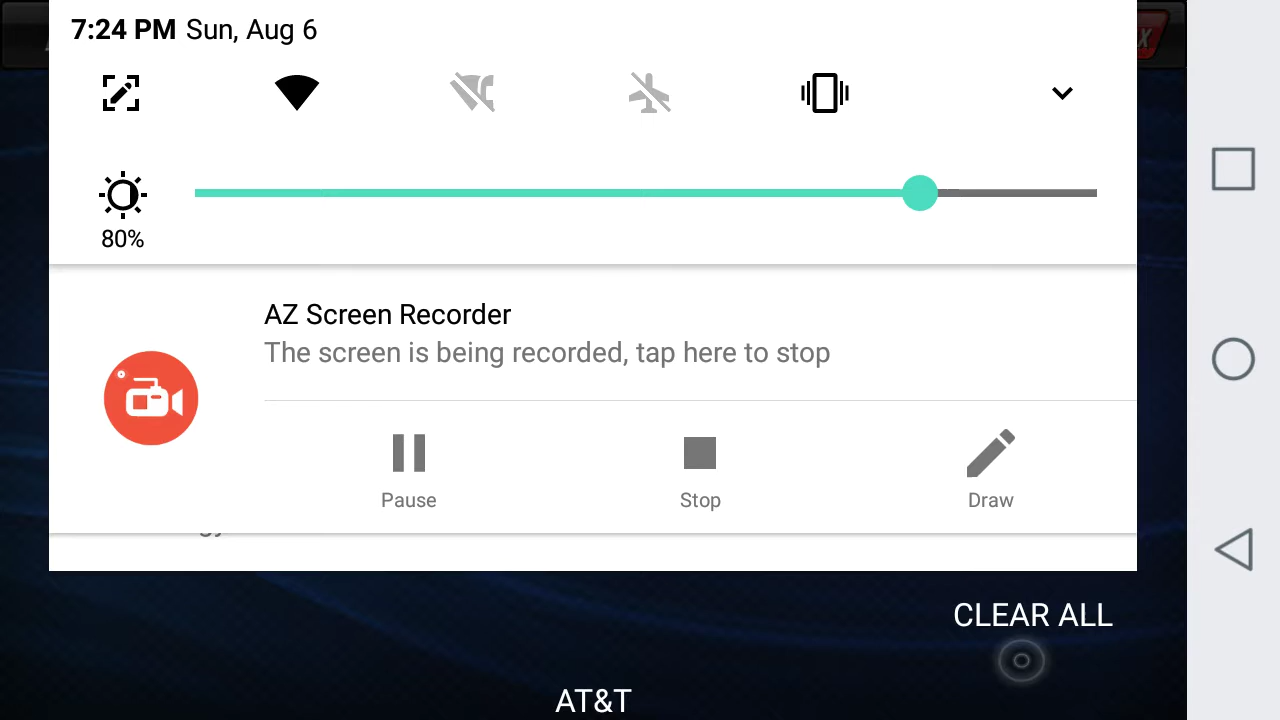 7:24 PM Sun, Aug 6
80%
AZ Screen Recorder
The screen is being recorded, tap here to stop
Pause
Stop
Draw
CLEAR ALL
AT&T